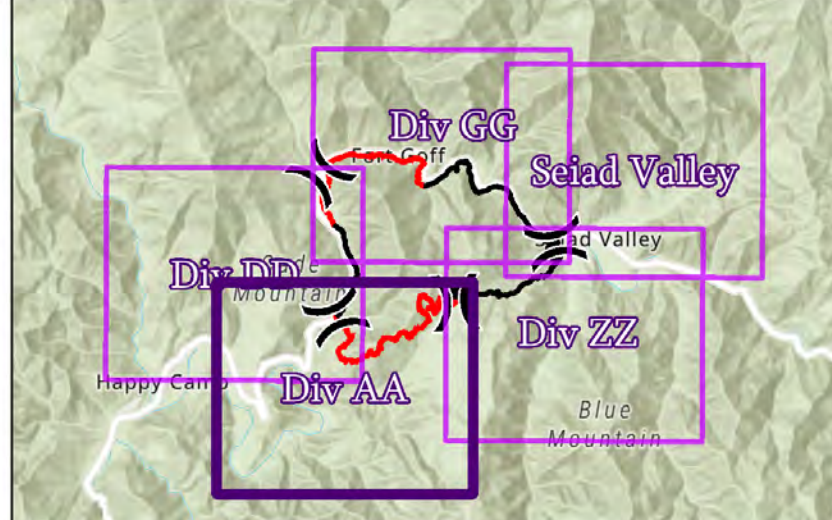 Div GG
Fort Goff
Seiad Valley
Seiad Valley
Div DD
Mountain
Div ZZ
Happy Camp
Div AA
Blue
Mountain